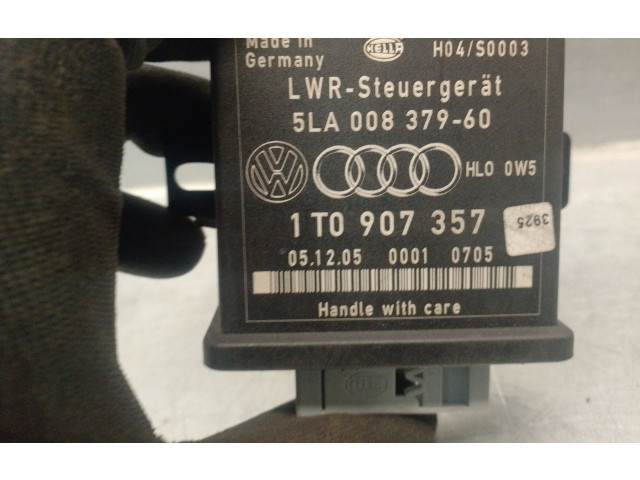 Made in
Germany
HELLA
H04/S0003
LWR-Steuergerät
5LA 008 379-60
HLO 0W5
1T0 907 357
3925
05.12.05 0001 0705
Handle with care
HELLA